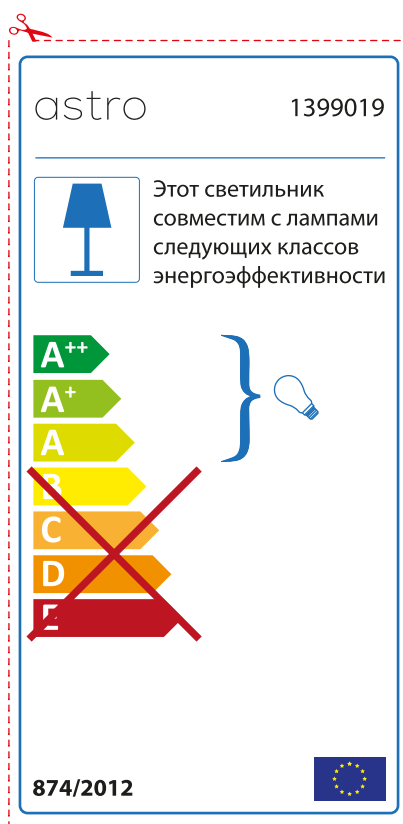 astro
1399019
Этот светильник
совместим с лампами
следующих классов
энергоэффективности
A++
A+
A
B
C
D
E
874/2012